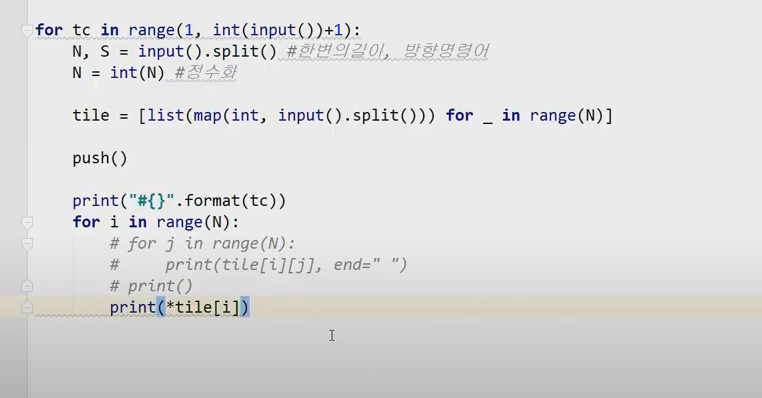 for tc in range(1, int(input())+1):
    N, S = input().split() #한변의길이, 방향명령어
    N = int(N) #정수화
    tile = [list(map(int, input().split())) for _ in range(N)]
    push()
    print("#{}".format(tc))
    for i in range(N):
        # for j in range(N):
        #     print(tile[i][j], end=" ")
        # print()
        print(*tile[i])